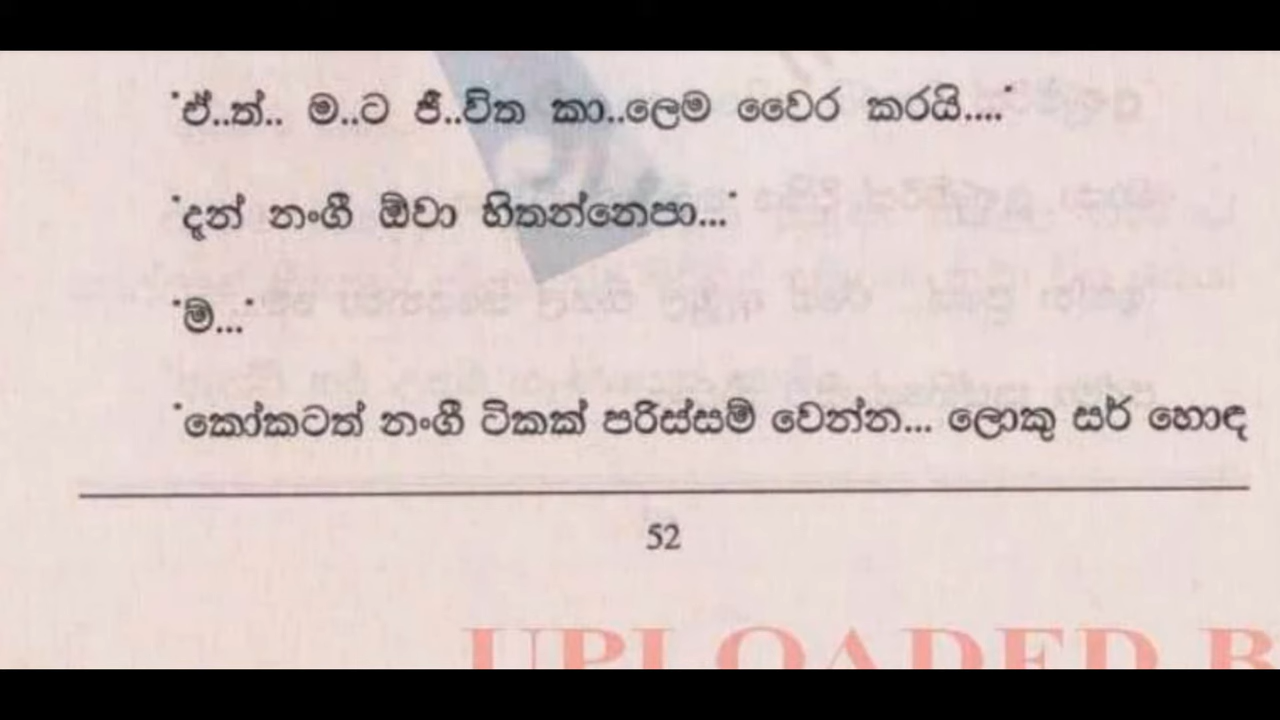 'ඒ..ත්.. ම..ට ජී..විත කා..ලෙම වෛර කරයි....'
'දැන් නංගී ඕවා හිතන්නෙපා...'
'ම්...'
'කෝකටත් නංගී ටිකක් පරිස්සම් වෙන්න... ලොකු සර් හොඳ
52
UPLOADED B